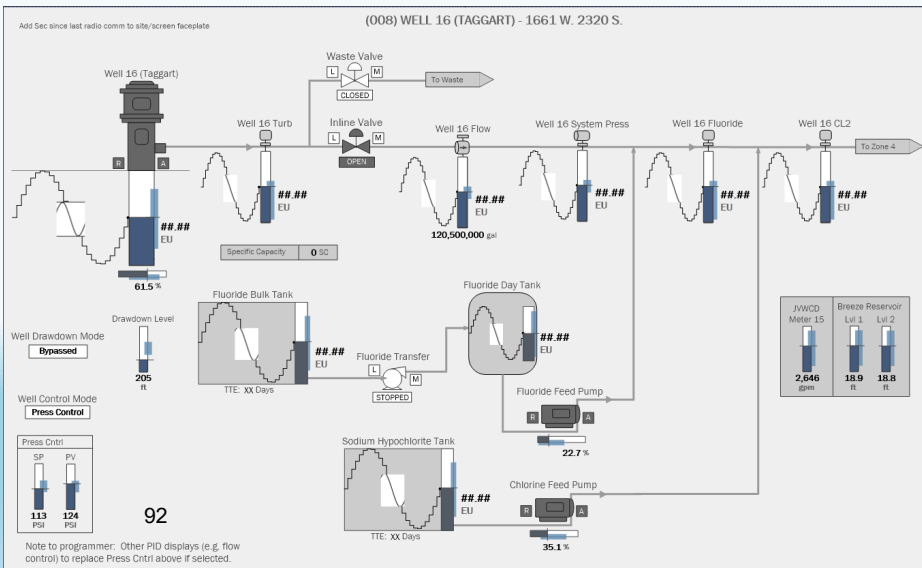 (008) WELL 16 (TAGGART) - 1661 W. 2320 S.
Add Sec since last radio comm to site/screen faceplate
Waste Valve
L
M
CLOSED
To Waste
Well 16 (Taggart)
R
A
##.##
EU
61.5 %
Well 16 Turb
##.##
EU
Inline Valve
L
M
OPEN
Well 16 Flow
##.##
EU
120,500,000 gal
Well 16 System Press
##.##
EU
Well 16 Fluoride
##.##
EU
Well 16 CL2
##.##
EU
To Zone 4
Specific Capacity
0 SC
Fluoride Bulk Tank
##.##
EU
TTE: XX Days
Fluoride Transfer
L
M
STOPPED
Fluoride Day Tank
##.##
EU
Fluoride Feed Pump
R
A
22.7 %
JVWCD
Meter 15
2,646
gpm
Breeze Reservoir
Lvl 1
Lvl 2
18.9
ft
18.8
ft
Drawdown Level
205
ft
Well Drawdown Mode
Bypassed
Well Control Mode
Press Control
Press Cntrl
SP
PV
113
PSI
124
PSI
92
Sodium Hypochlorite Tank
##.##
EU
TTE: XX Days
Chlorine Feed Pump
R
A
35.1 %
Note to programmer: Other PID displays (e.g. flow
control) to replace Press Cntrl above if selected.